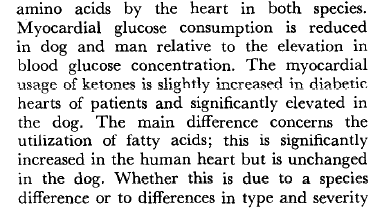 amino acids by the heart in both species.
Myocardial glucose consumption is reduced
in dog and man relative to the elevation in
blood glucose concentration. The myocardial
usage of ketones is slightly increased in diabetic
hearts of patients and significantly elevated in
the dog. The main difference concerns the
utilization of fatty acids; this is significantly
increased in the human heart but is unchanged
in the dog. Whether this is due to a species
difference or to differences in type and severity